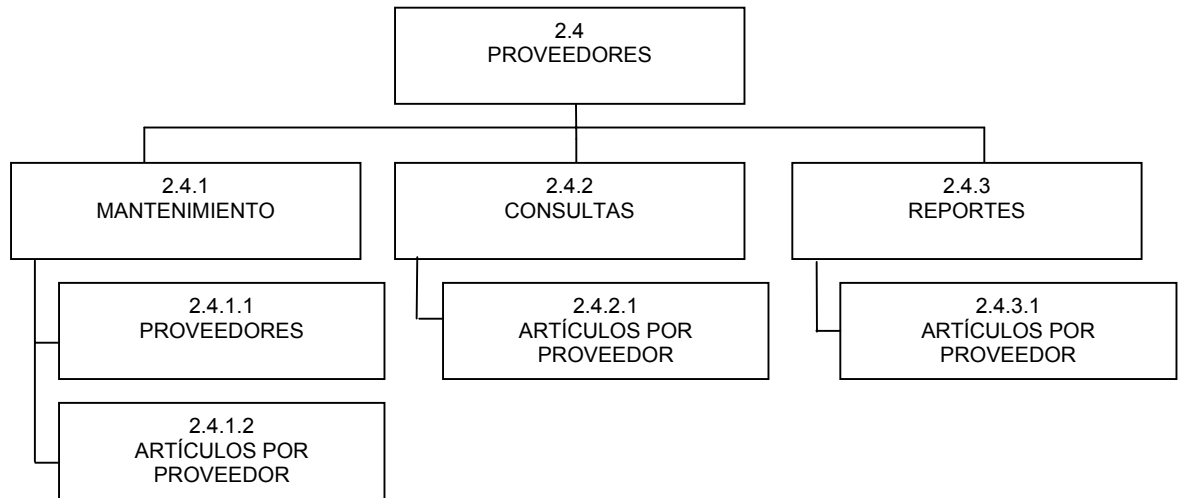 2.4
PROVEEDORES
2.4.1
MANTENIMIENTO
2.4.2
CONSULTAS
2.4.3
REPORTES
2.4.1.1
PROVEEDORES
2.4.2.1
ARTÍCULOS POR
PROVEEDOR
2.4.3.1
ARTÍCULOS POR
PROVEEDOR
2.4.1.2
ARTÍCULOS POR
PROVEEDOR